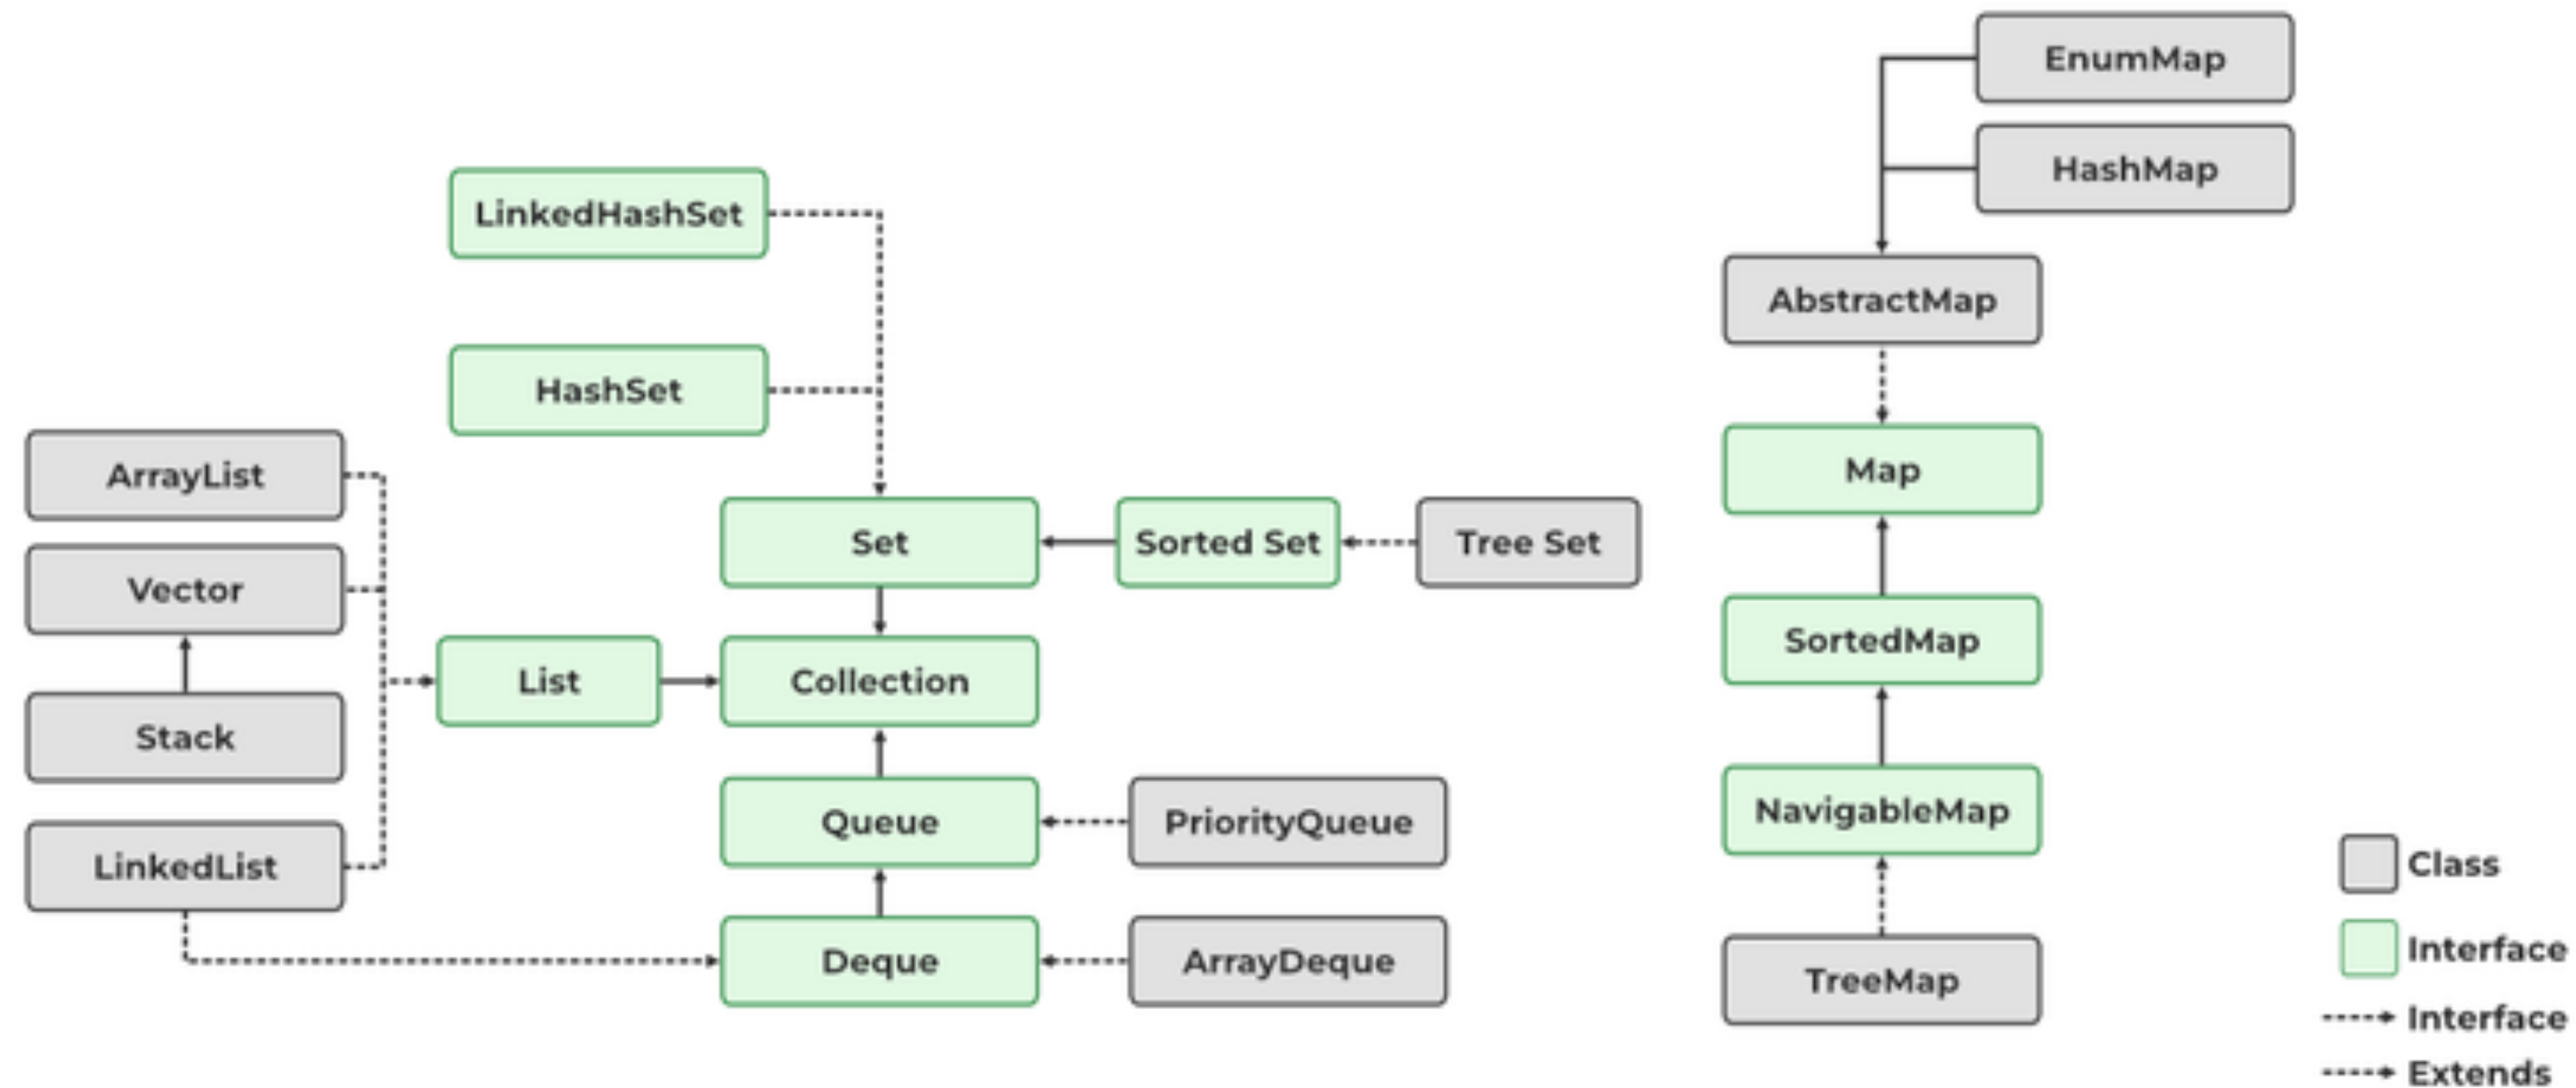 EnumMap
HashMap
LinkedHashSet
AbstractMap
HashSet
ArrayList
Map
Set
Sorted Set
Tree Set
Vector
SortedMap
List
Collection
Stack
Queue
PriorityQueue
NavigableMap
LinkedList
Class
Deque
ArrayDeque
Interface
TreeMap
Interface
Extends